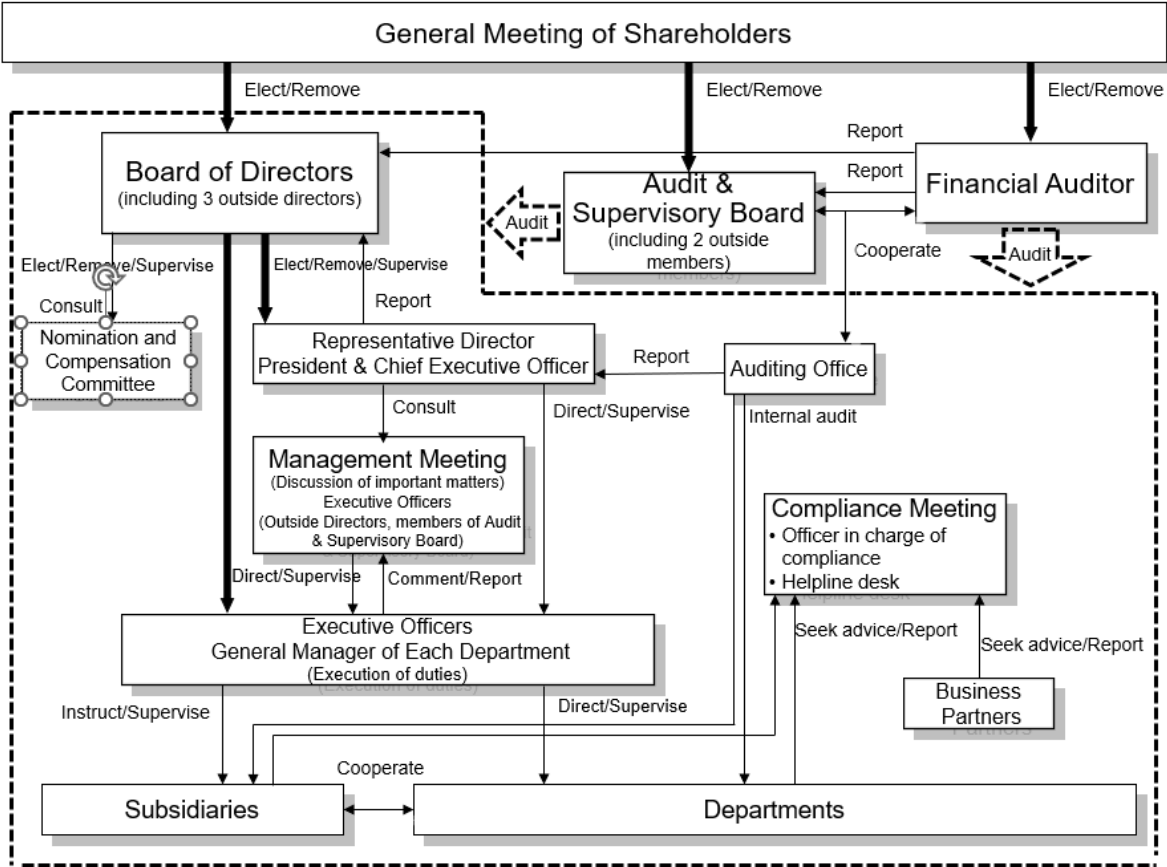 General Meeting of Shareholders
Elect/Remove
Elect/Remove
Elect/Remove
Report
Board of Directors
(including 3 outside directors)
Audit &
Supervisory Board
(including 2 outside
members)
Report
Financial Auditor
Audit
Cooperate
Audit
Elect/Remove/Supervise
Elect/Remove/Supervise
Consult
Report
Nomination and
Compensation
Committee
Representative Director
President & Chief Executive Officer
Report
Auditing Office
Consult
Direct/Supervise
Internal audit
Management Meeting
(Discussion of important matters)
Executive Officers
(Outside Directors, members of Audit
& Supervisory Board)
Compliance Meeting
• Officer in charge of
compliance
• Helpline desk
Direct/Supervise
Comment/Report
Executive Officers
General Manager of Each Department
(Execution of duties)
Seek advice/Report
Seek advice/Report
Business
Partners
Instruct/Supervise
Direct/Supervise
Cooperate
Subsidiaries
Departments